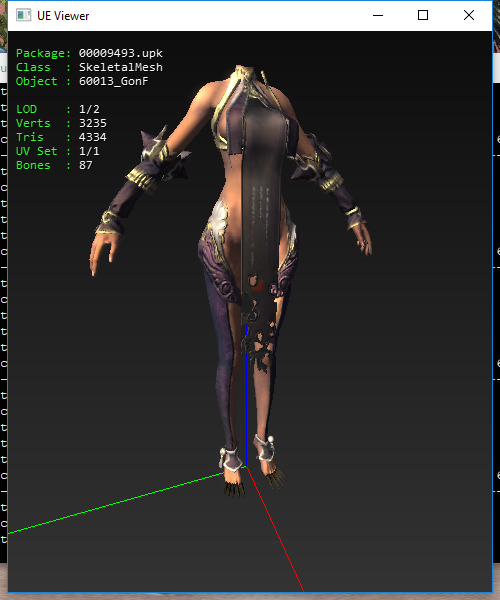 UE Viewer
Package: 00009493.upk
Class : SkeletalMesh
Object : 60013_GonF
LOD : 1/2
Verts : 3235
Tris : 4334
UV Set : 1/1
Bones : 87